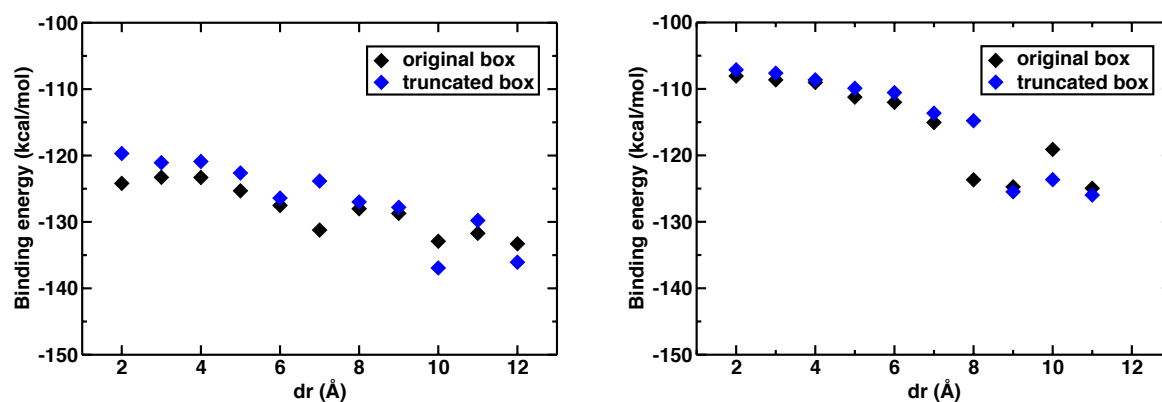 Binding energy (kcal/mol)
-100
-110
-120
-130
-140
-150
original box
truncated box
2 4 6 8 10 12
dr (Å)
Binding energy (kcal/mol)
-100
-110
-120
-130
-140
-150
original box
truncated box
2 4 6 8 10 12
dr (Å)